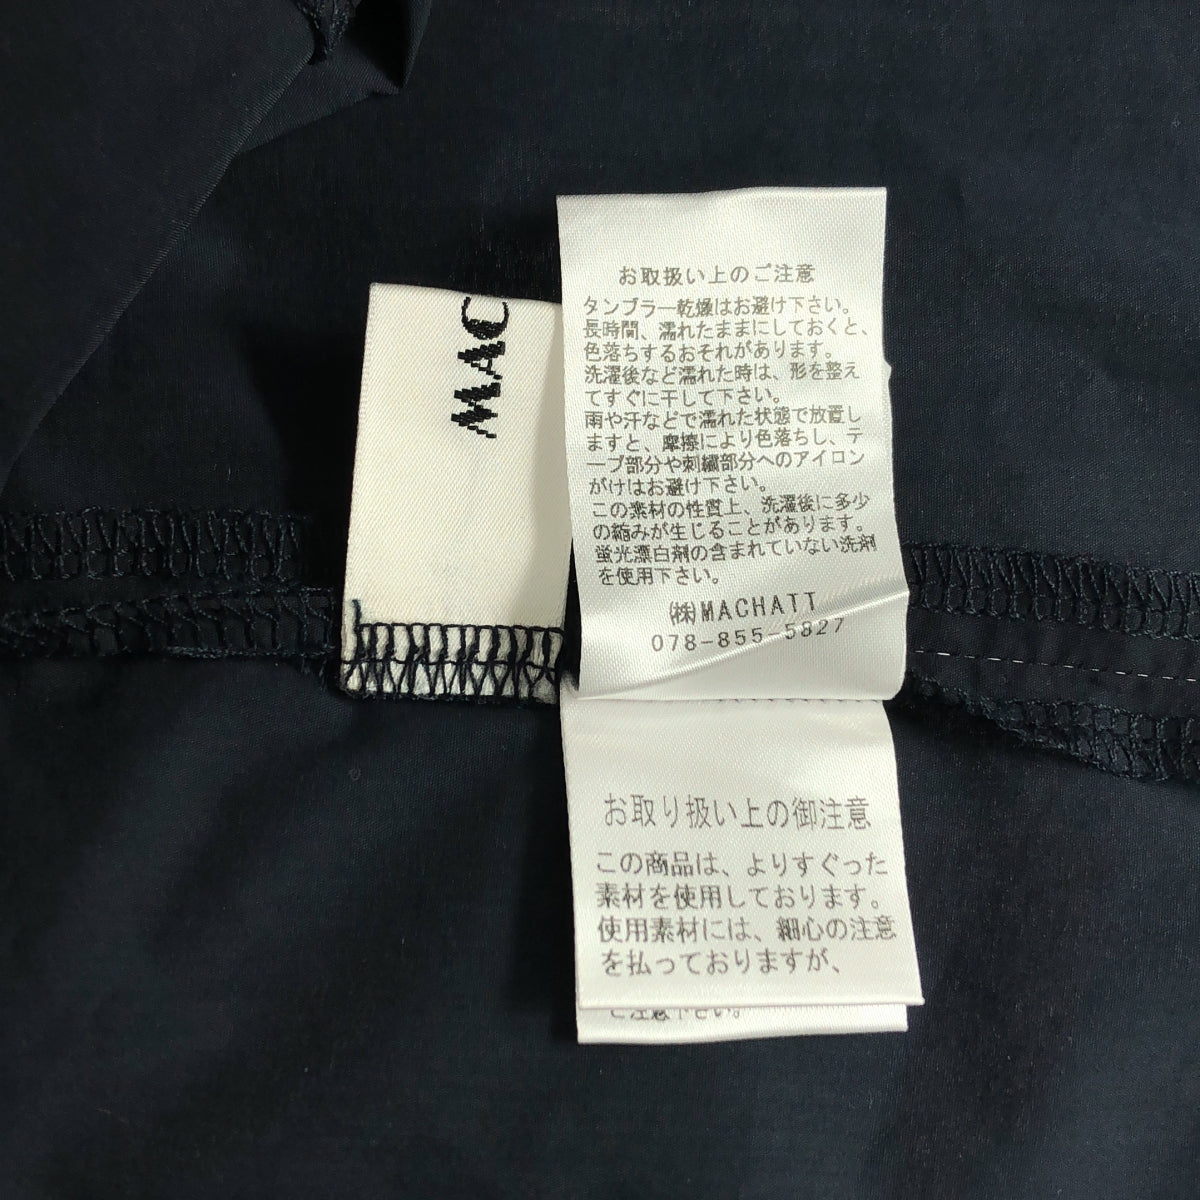 MAC
お取扱い上のご注意
タンブラー乾燥はお避け下さい。
長時間、濡れたままにしておくと、
色落ちするおそれがあります。
洗濯後など濡れた時は、形を整え
てすぐに干して下さい。
雨や汗などで濡れた状態で放置し
ますと、摩擦により色落ちし、テ
ープ部分や刺繍部分へのアイロン
がけはお避け下さい。
この素材の性質上、洗濯後に多少
の縮みが生じることがあります。
蛍光漂白剤の含まれていない洗剤
を使用下さい。
㈱MACHATT
078-855-5827
お取り扱い上の御注意
この商品は、よりすぐった
素材を使用しております。
使用素材には、細心の注意
を払っておりますが、
ご注意下さい。